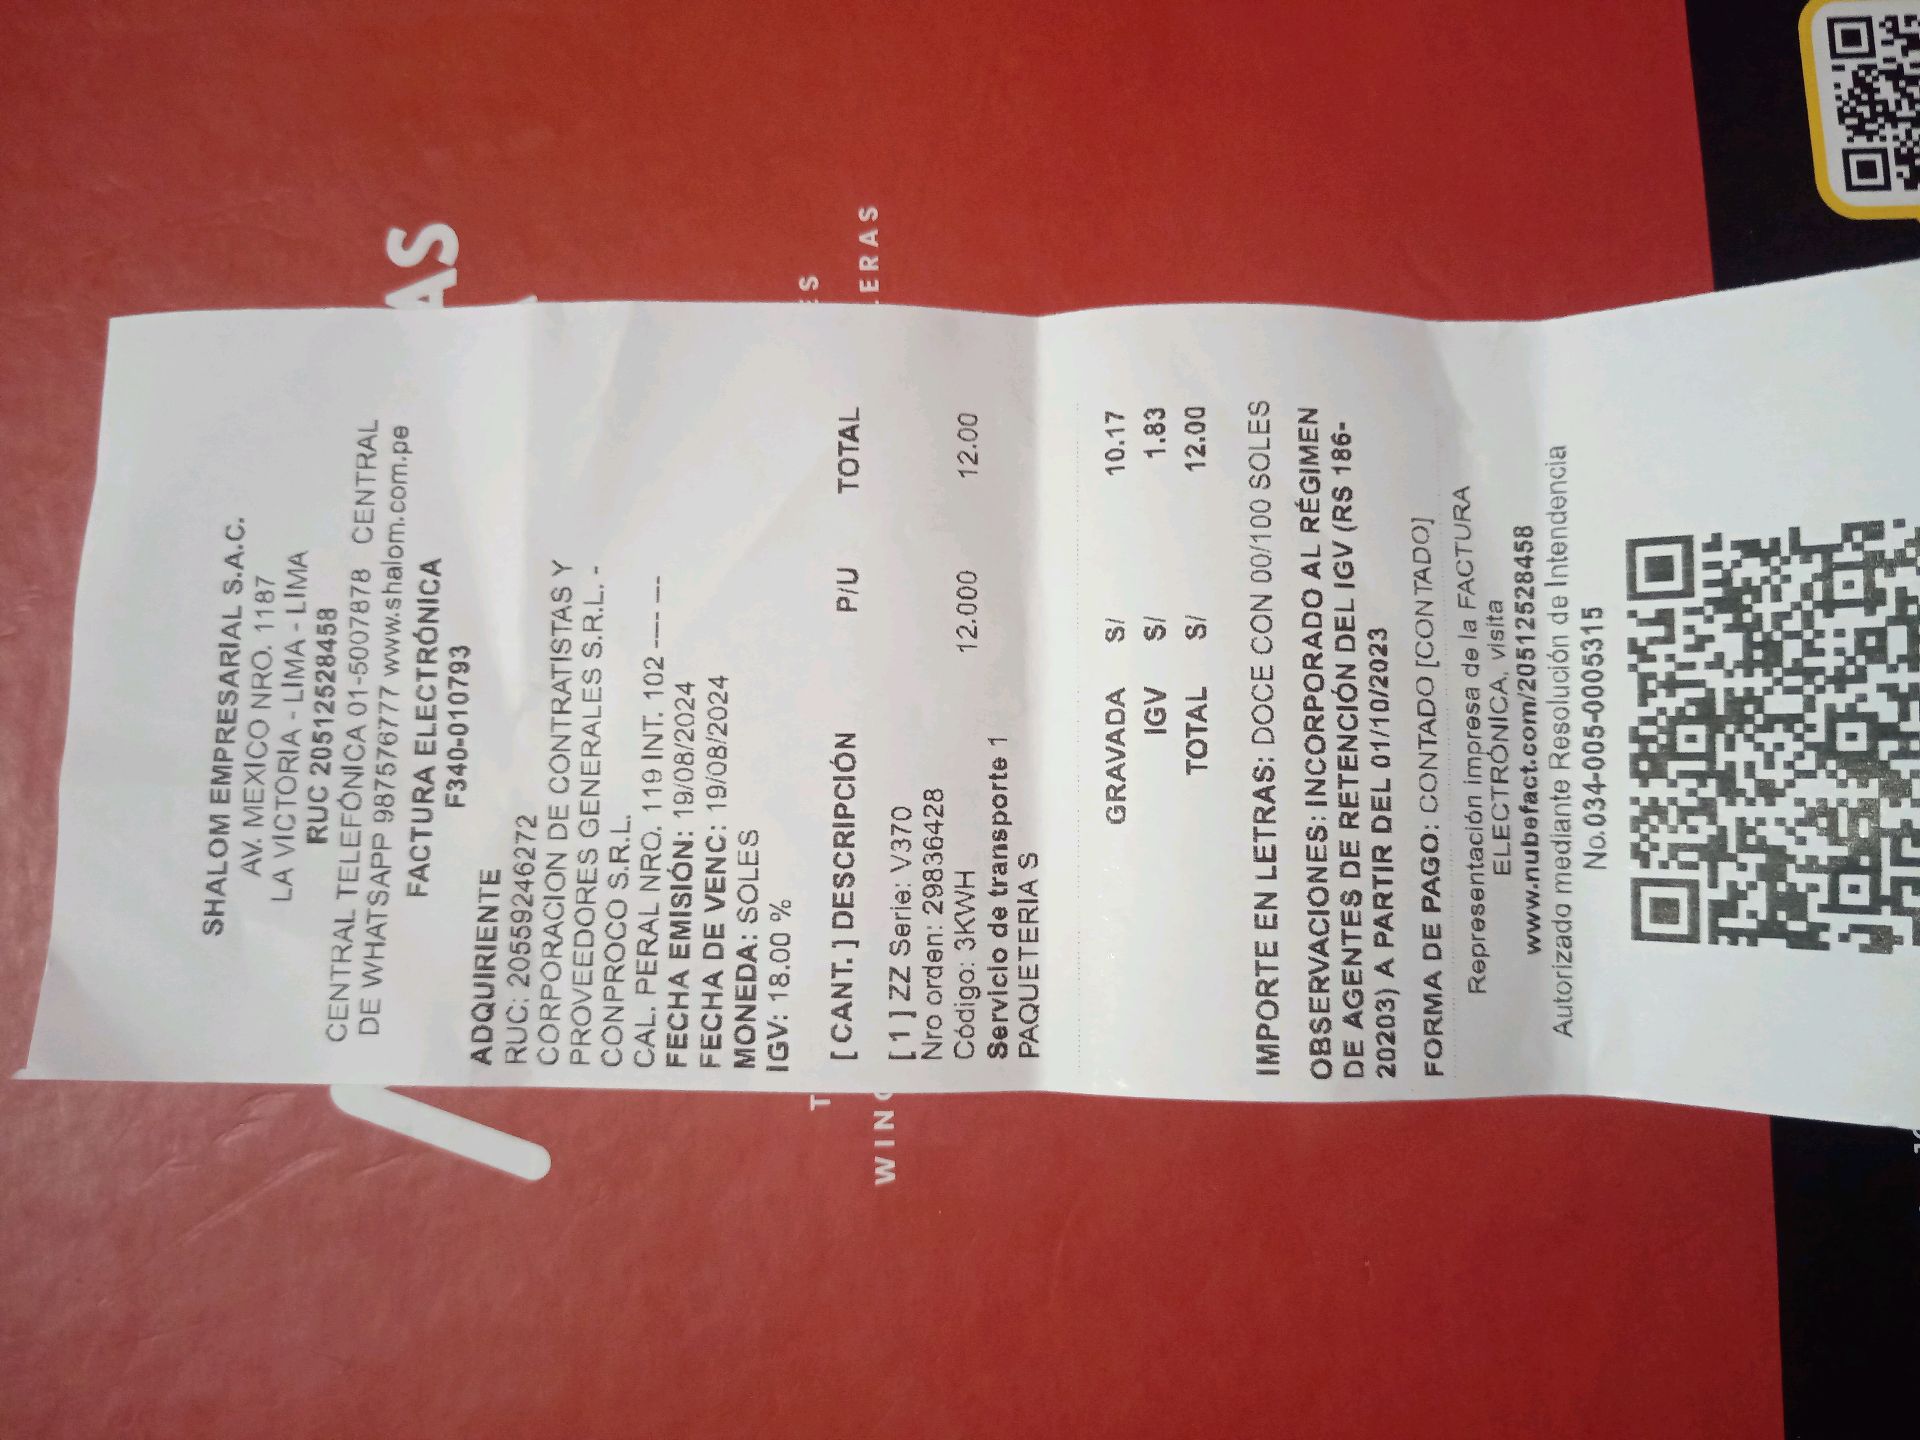 SHALOM EMPRESARIAL S.A.C.
AV. MEXICO NRO. 1187
LA VICTORIA - LIMA - LIMA
RUC 20512528458
CENTRAL TELEFÓNICA 01-5007878 CENTRAL
DE WHATSAPP 987576777 www.shalom.com.pe
FACTURA ELECTRÓNICA
F340-010793
ADQUIRIENTE
RUC: 20559246272
CORPORACION DE CONTRATISTAS Y
PROVEEDORES GENERALES S.R.L. -
CONPROCO S.R.L.
CAL. PERAL NRO. 119 INT. 102 ---- ---
FECHA EMISIÓN: 19/08/2024
FECHA DE VENC: 19/08/2024
MONEDA: SOLES
IGV: 18.00 %
[ CANT. ] DESCRIPCIÓN P/U TOTAL
[ 1 ] ZZ Serie: V370
Nro orden: 29836428
Código: 3KWH 12.000 12.00
Servicio de transporte 1
PAQUETERIA S
GRAVADA S/ 10.17
IGV S/ 1.83
TOTAL S/ 12.00
IMPORTE EN LETRAS: DOCE CON 00/100 SOLES
OBSERVACIONES: INCORPORADO AL RÉGIMEN
DE AGENTES DE RETENCIÓN DEL IGV (RS 186-
20203) A PARTIR DEL 01/10/2023
FORMA DE PAGO: CONTADO [CONTADO]
Representación impresa de la FACTURA
ELECTRÓNICA, visita
www.nubefact.com/20512528458
Autorizado mediante Resolución de Intendencia
No.034-005-0005315